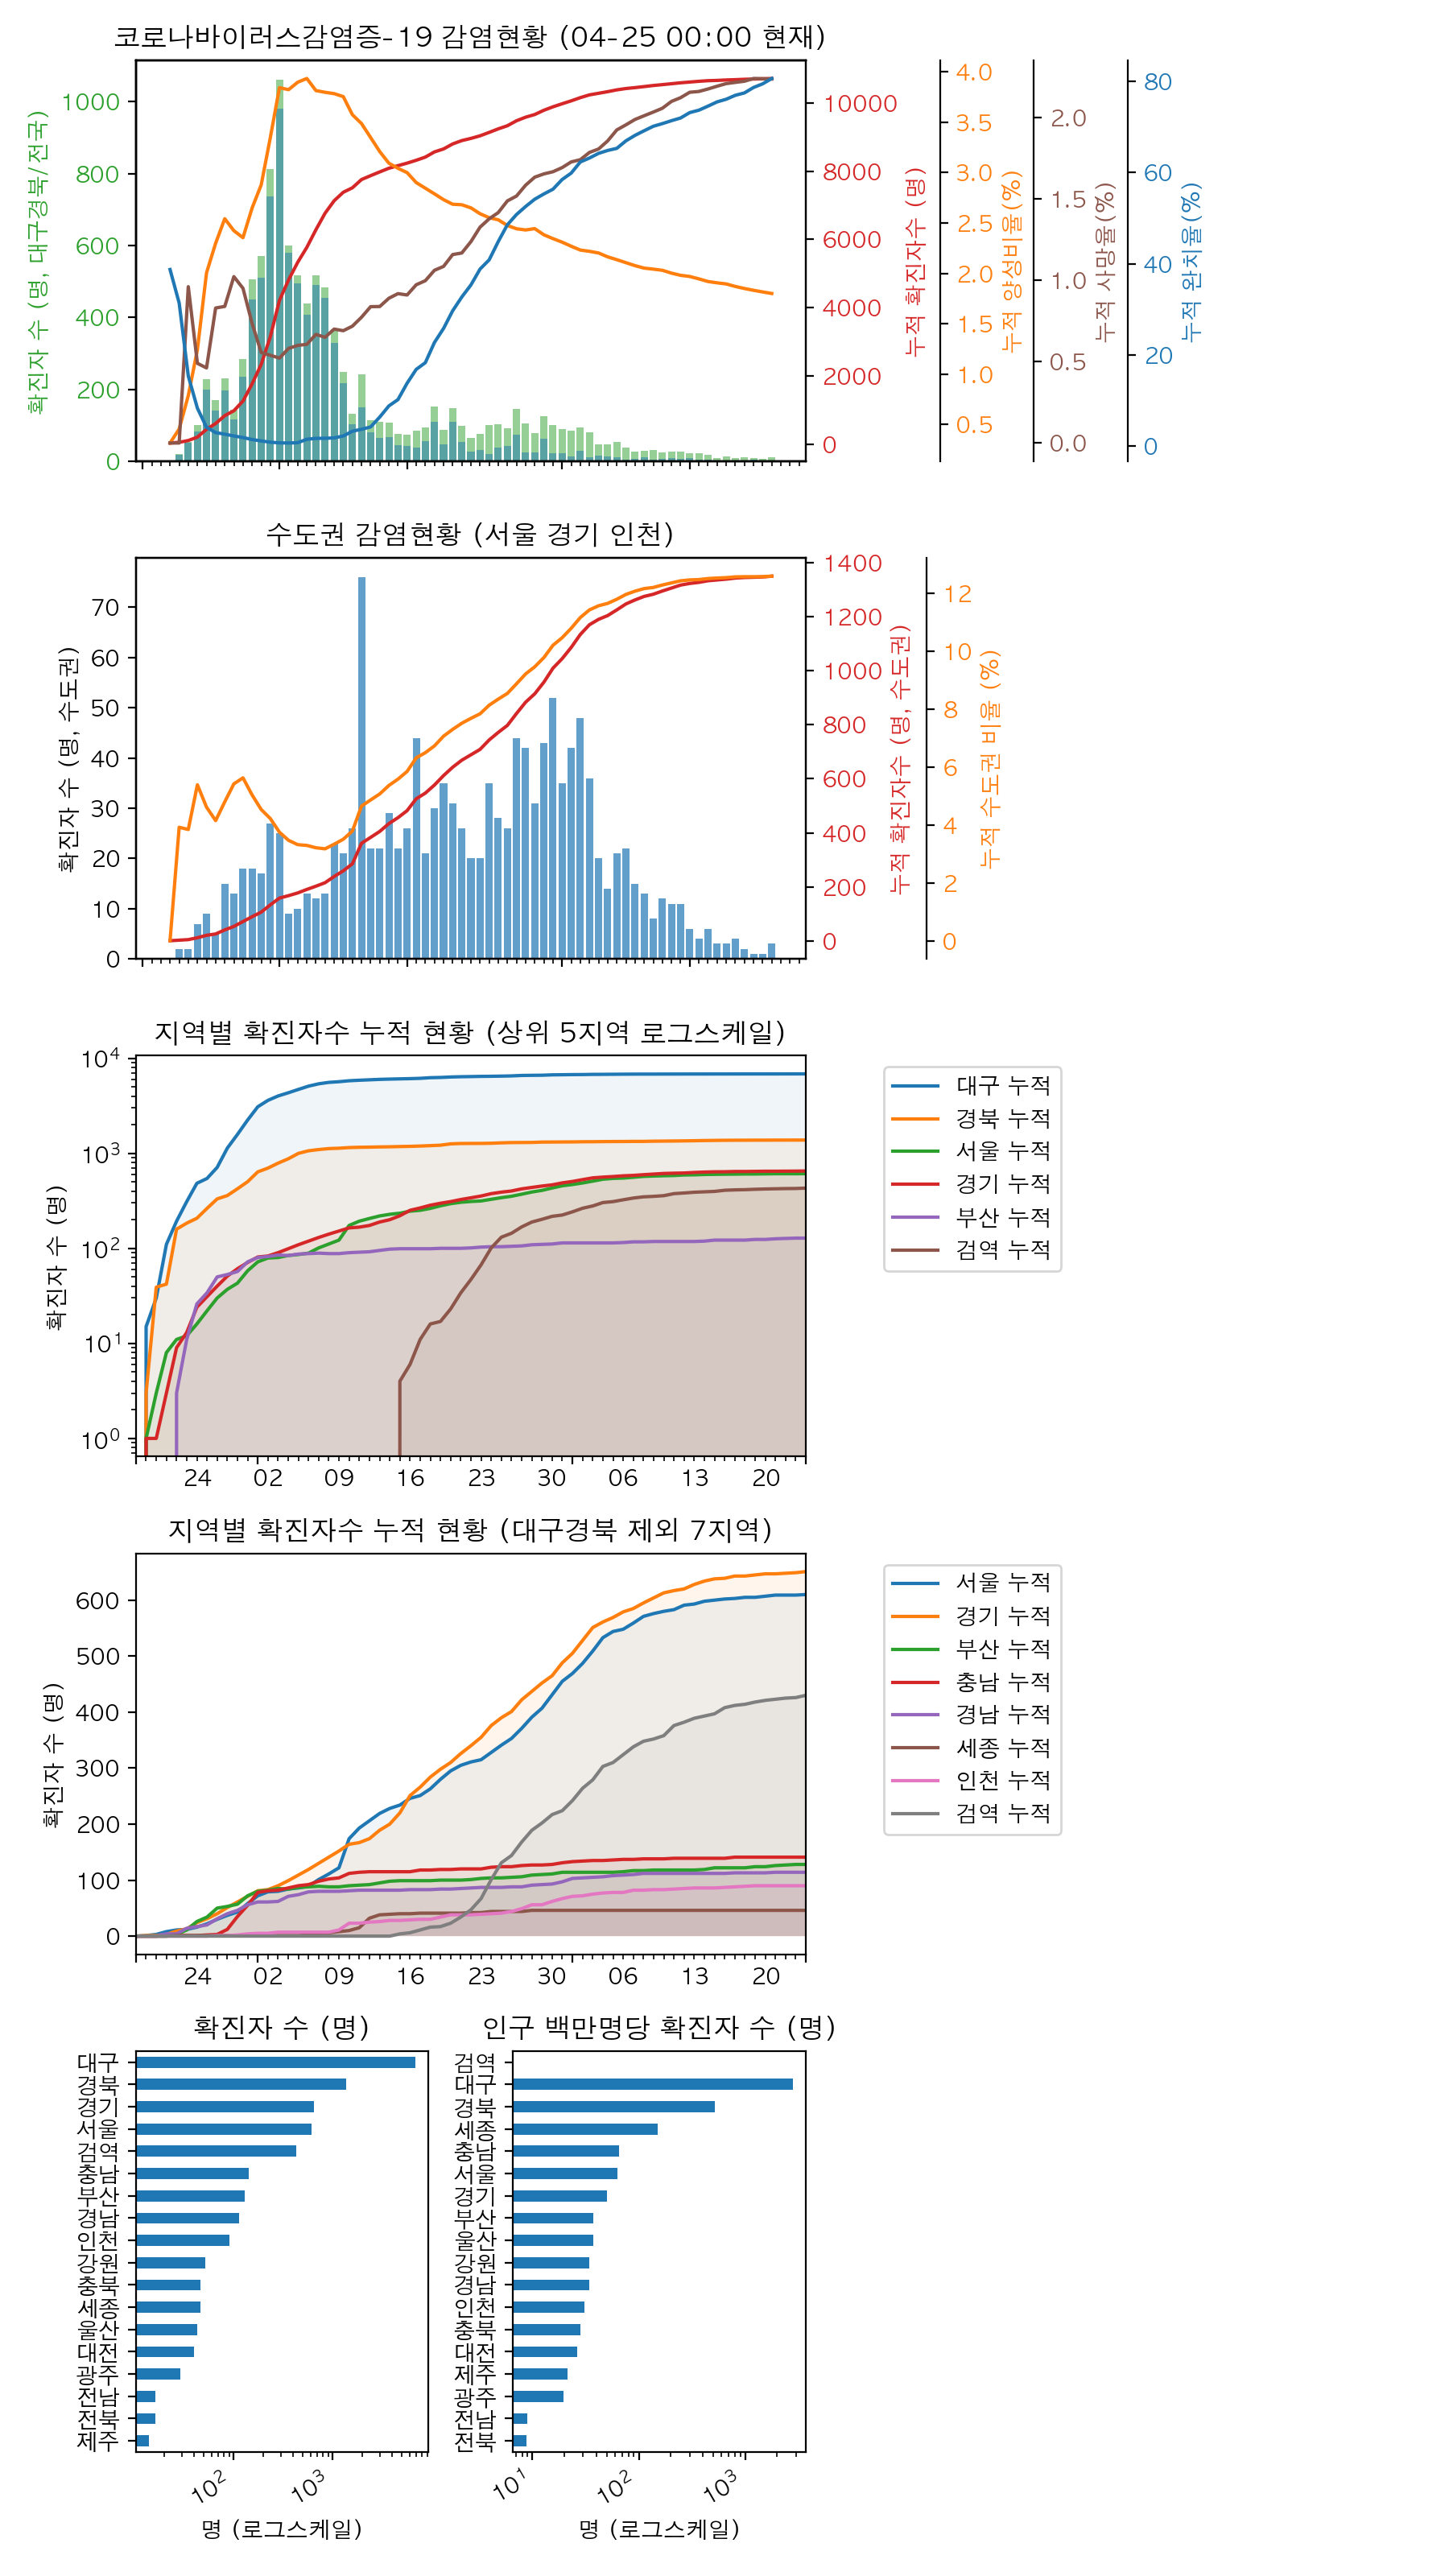 코로나바이러스감염증-19 감염현황 (04-25 00:00 현재)
확진자 수 (명, 대구경북/전국)
1000
800
600
400
200
0
10000
8000
6000
4000
2000
0
누적 확진자수 (명)
4.0
3.5
3.0
2.5
2.0
1.5
1.0
0.5
누적 양성비율(%)
2.0
1.5
1.0
0.5
0.0
누적 사망율(%)
80
60
40
20
0
누적 완치율(%)
수도권 감염현황 (서울 경기 인천)
확진자 수 (명, 수도권)
70
60
50
40
30
20
10
0
1400
1200
1000
800
600
400
200
0
누적 확진자수 (명, 수도권)
12
10
8
6
4
2
0
누적 수도권 비율 (%)
지역별 확진자수 누적 현황 (상위 5지역 로그스케일)
확진자 수 (명)
10⁴
10³
10²
10¹
10⁰
24 02 09 16 23 30 06 13 20
대구 누적
경북 누적
서울 누적
경기 누적
부산 누적
검역 누적
지역별 확진자수 누적 현황 (대구경북 제외 7지역)
확진자 수 (명)
600
500
400
300
200
100
0
24 02 09 16 23 30 06 13 20
서울 누적
경기 누적
부산 누적
충남 누적
경남 누적
세종 누적
인천 누적
검역 누적
확진자 수 (명)
대구
경북
경기
서울
검역
충남
부산
경남
인천
강원
충북
세종
울산
대전
광주
전남
전북
제주
10² 10³
명 (로그스케일)
인구 백만명당 확진자 수 (명)
검역
대구
경북
세종
충남
서울
경기
부산
울산
강원
경남
인천
충북
대전
제주
광주
전남
전북
10¹ 10² 10³
명 (로그스케일)